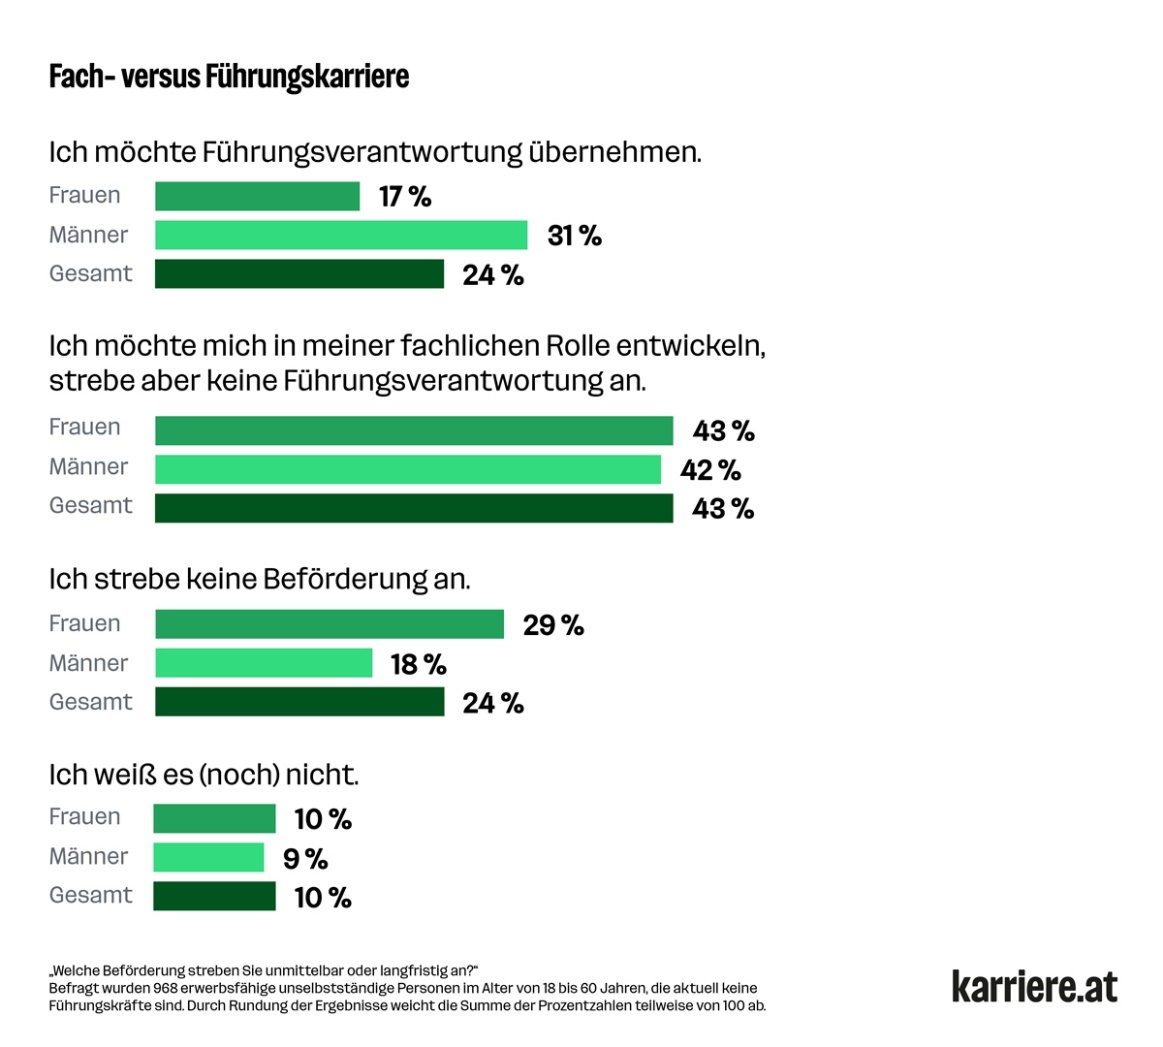 Fach- versus Führungskarriere
Ich möchte Führungsverantwortung übernehmen.
Frauen 17 %
Männer 31 %
Gesamt 24 %
Ich möchte mich in meiner fachlichen Rolle entwickeln,
strebe aber keine Führungsverantwortung an.
Frauen 43 %
Männer 42 %
Gesamt 43 %
Ich strebe keine Beförderung an.
Frauen 29 %
Männer 18 %
Gesamt 24 %
Ich weiß es (noch) nicht.
Frauen 10 %
Männer 9 %
Gesamt 10 %
„Welche Beförderung streben Sie unmittelbar oder langfristig an?“
Befragt wurden 968 erwerbsfähige unselbstständige Personen im Alter von 18 bis 60 Jahren, die aktuell keine
Führungskräfte sind. Durch Rundung der Ergebnisse weicht die Summe der Prozentzahlen teilweise von 100 ab.
karriere.at